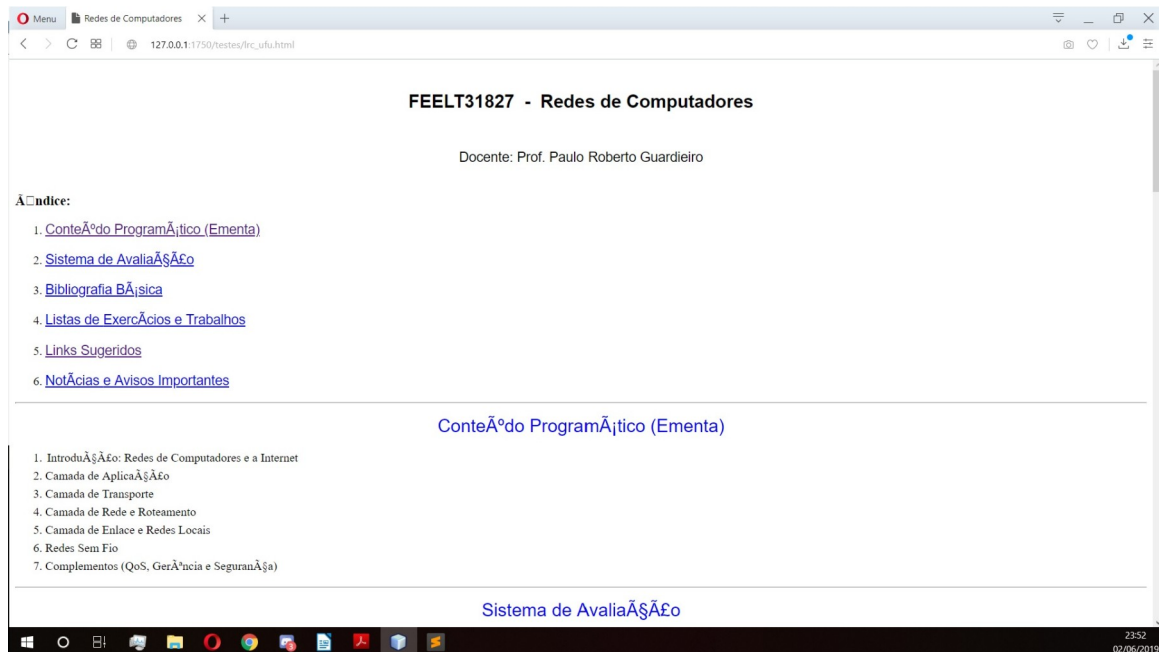 Menu
Redes de Computadores
127.0.0.1:1750/testes/lrc_ufu.html
FEELT31827 - Redes de Computadores
Docente: Prof. Paulo Roberto Guardieiro
Ã□ndice:
1. ConteÃºdo ProgramÃ¡tico (Ementa)
2. Sistema de AvaliaÃ§Ã£o
3. Bibliografia BÃ¡sica
4. Listas de ExercÃ­cios e Trabalhos
5. Links Sugeridos
6. NotÃ­cias e Avisos Importantes
ConteÃºdo ProgramÃ¡tico (Ementa)
1. IntroduÃ§Ã£o: Redes de Computadores e a Internet
2. Camada de AplicaÃ§Ã£o
3. Camada de Transporte
4. Camada de Rede e Roteamento
5. Camada de Enlace e Redes Locais
6. Redes Sem Fio
7. Complementos (QoS, GerÃªncia e SeguranÃ§a)
Sistema de AvaliaÃ§Ã£o
23:52
02/06/2019